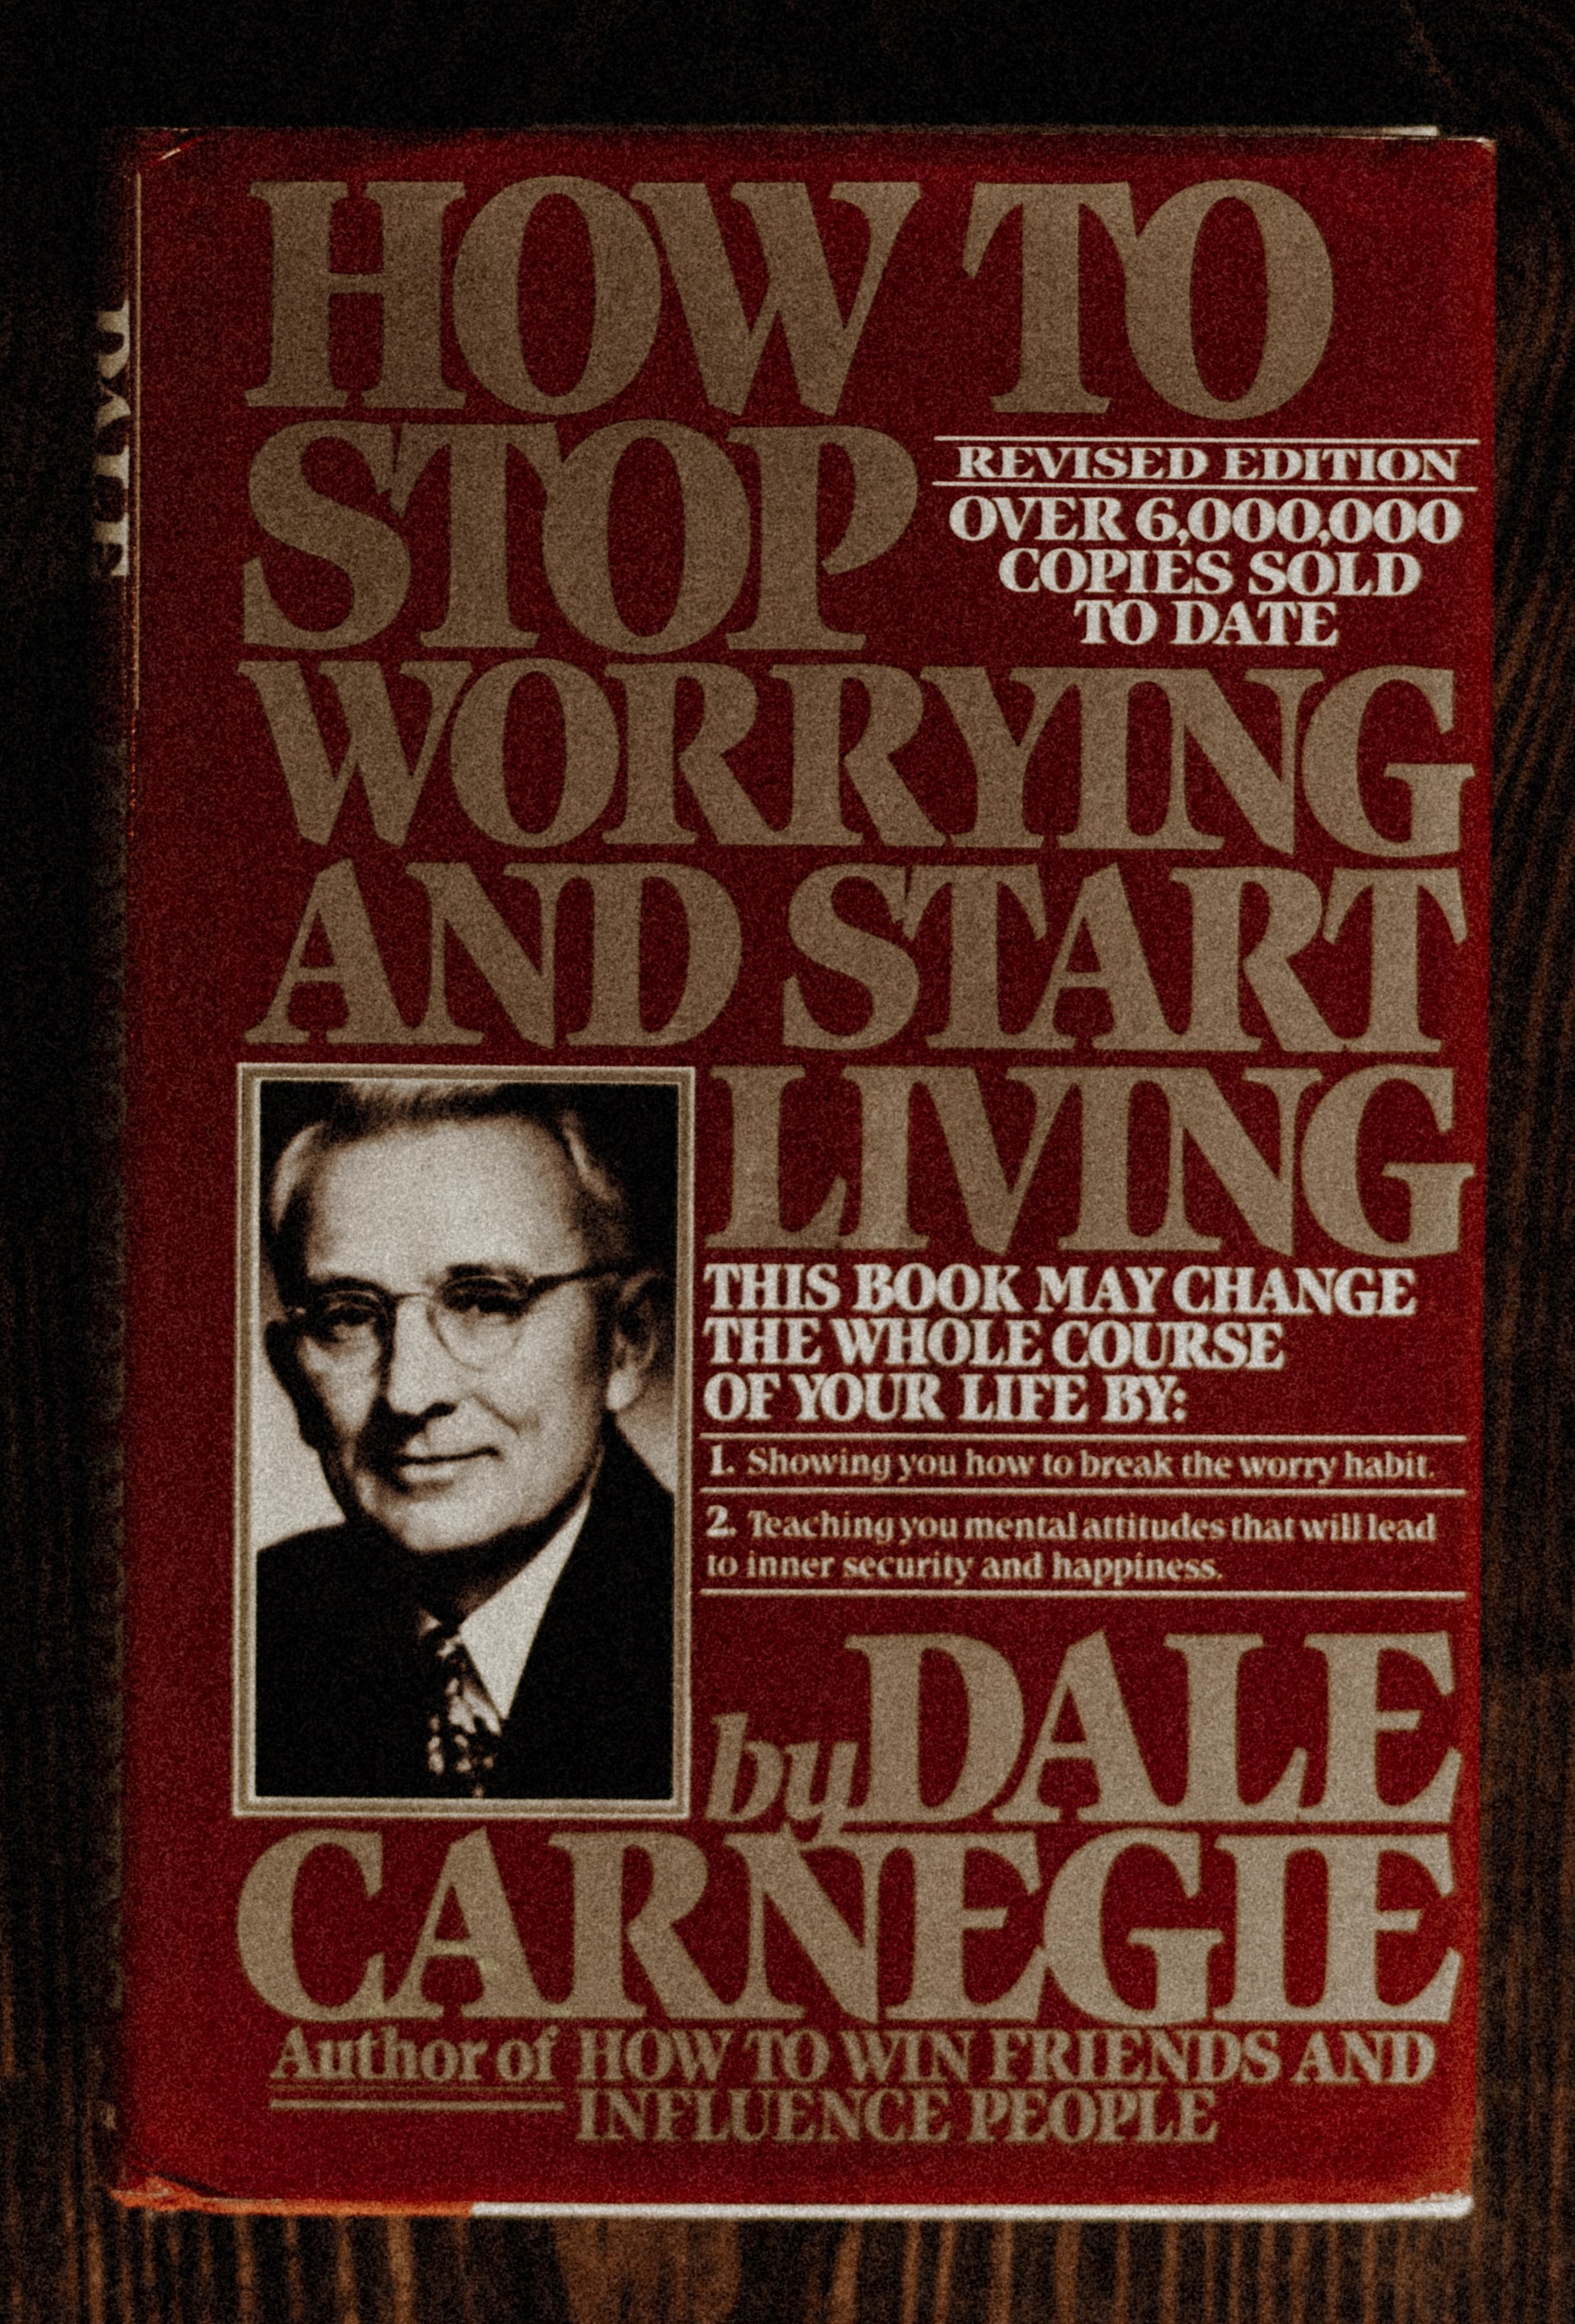 DALE
HOW TO
STOP
REVISED EDITION
OVER 6,000,000
COPIES SOLD
TO DATE
WORRYING
AND START
LIVING
THIS BOOK MAY CHANGE
THE WHOLE COURSE
OF YOUR LIFE BY:
1. Showing you how to break the worry habit.
2. Teaching you mental attitudes that will lead
to inner security and happiness.
by DALE
CARNEGIE
Author of HOW TO WIN FRIENDS AND
INFLUENCE PEOPLE